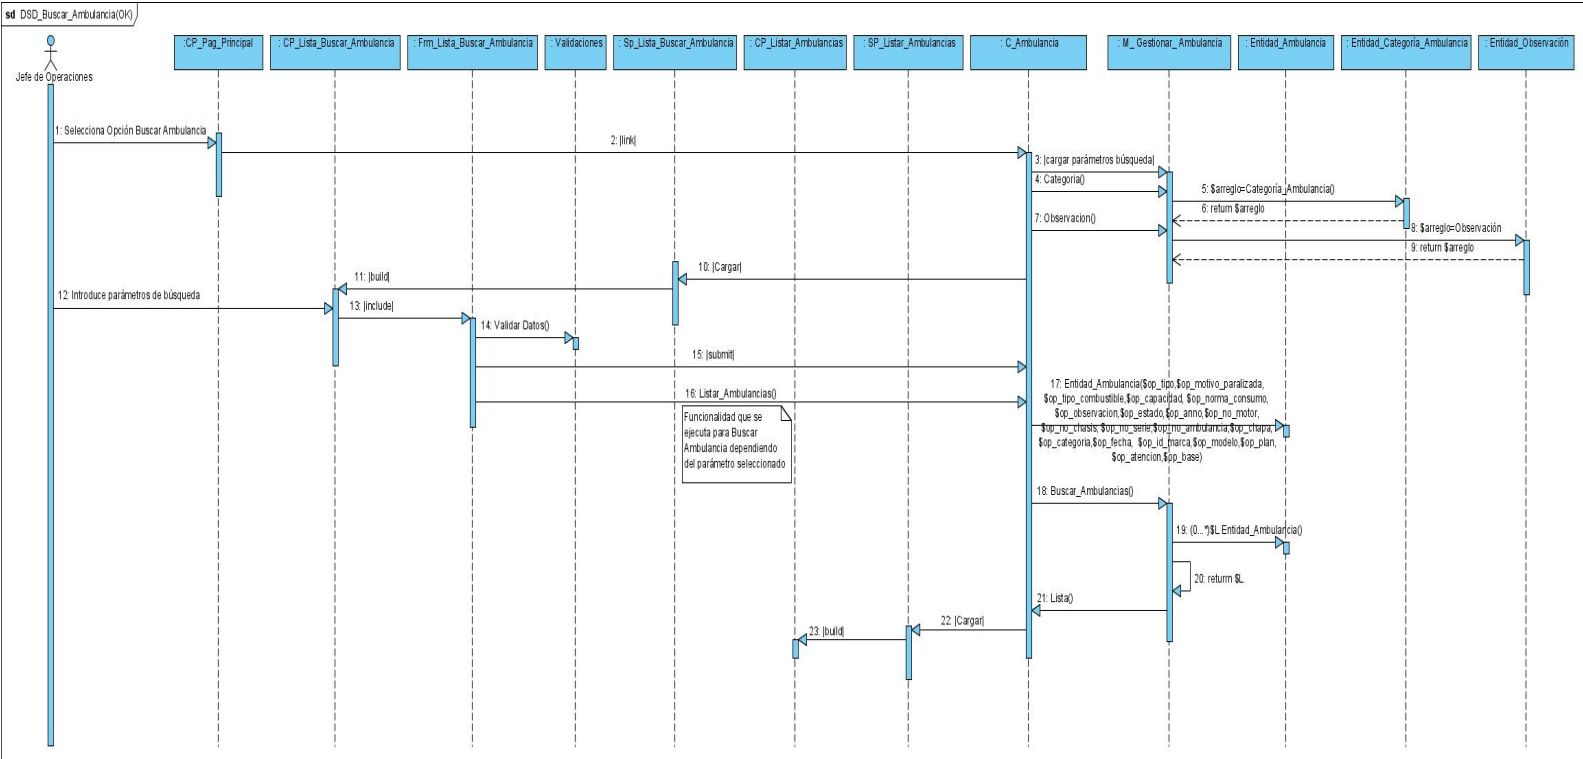 sd DSD_Buscar_Ambulancia(OK)
Jefe de Operaciones
:CP_Pag_Principal
: CP_Lista_Buscar_Ambulancia
: Frm_Lista_Buscar_Ambulancia
: Validaciones
: Sp_Lista_Buscar_Ambulancia
: CP_Listar_Ambulancias
: SP_Listar_Ambulancias
: C_Ambulancia
: M_ Gestionar_ Ambulancia
: Entidad_Ambulancia
: Entidad_Categoría_Ambulancia
: Entidad_Observación
1: Selecciona Opción Buscar Ambulancia
2: |link|
3: |cargar parámetros búsqueda|
4: Categoria()
5: $arreglo=Categoría_Ambulancia()
6: return $arreglo
7: Observacion()
8: $arreglo=Observación
9: return $arreglo
10: |Cargar|
11: |build|
12: Introduce parámetros de búsqueda
13: |include|
14: Validar Datos()
15: |submit|
16: Listar_Ambulancias()
Funcionalidad que se
ejecuta para Buscar
Ambulancia dependiendo
del parámetro seleccionado
17: Entidad_Ambulancia($op_tipo,$op_motivo_paralizada,
$op_tipo_combustible,$op_capacidad, $op_norma_consumo,
$op_observacion,$op_estado,$op_anno,$op_no_motor,
$op_no_chasis, $op_no_serie,$op_no_ambulancia,$op_chapa,
$op_categoria,$op_fecha, $op_id_marca,$op_modelo,$op_plan,
$op_atencion,$op_base)
18: Buscar_Ambulancias()
19: (0...*)$L Entidad_Ambulancia()
20: returrn $L
21: Lista()
22: |Cargar|
23: |build|